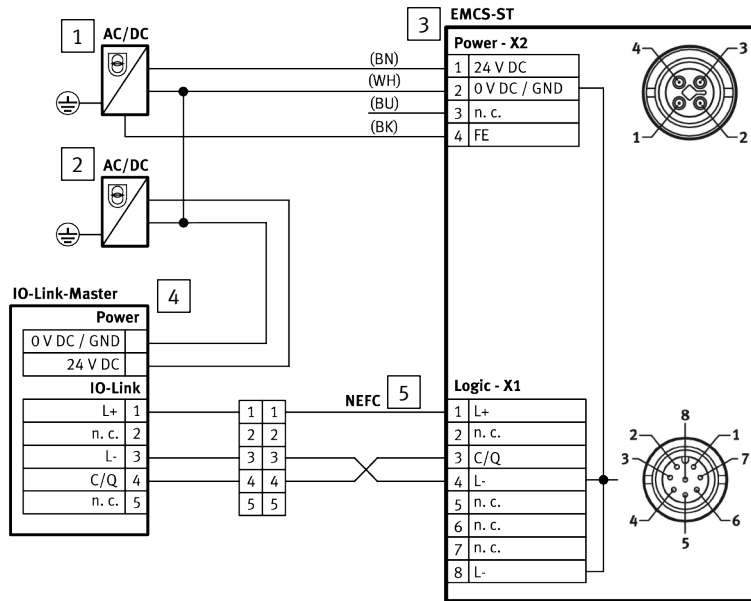 EMCS-ST
3
1
AC/DC
Power - X2
(BN)
1 24 V DC
(WH)
2 0 V DC / GND
(BU)
3 n. c.
(BK)
4 FE
4
3
1
2
2
AC/DC
IO-Link-Master
4
Power
0 V DC / GND
24 V DC
IO-Link
L+ 1
n. c. 2
L- 3
C/Q 4
n. c. 5
1 1
2 2
3 3
4 4
5 5
NEFC
5
Logic - X1
1 L+
2 n. c.
3 C/Q
4 L-
5 n. c.
6 n. c.
7 n. c.
8 L-
8
2
1
3
7
4
6
5